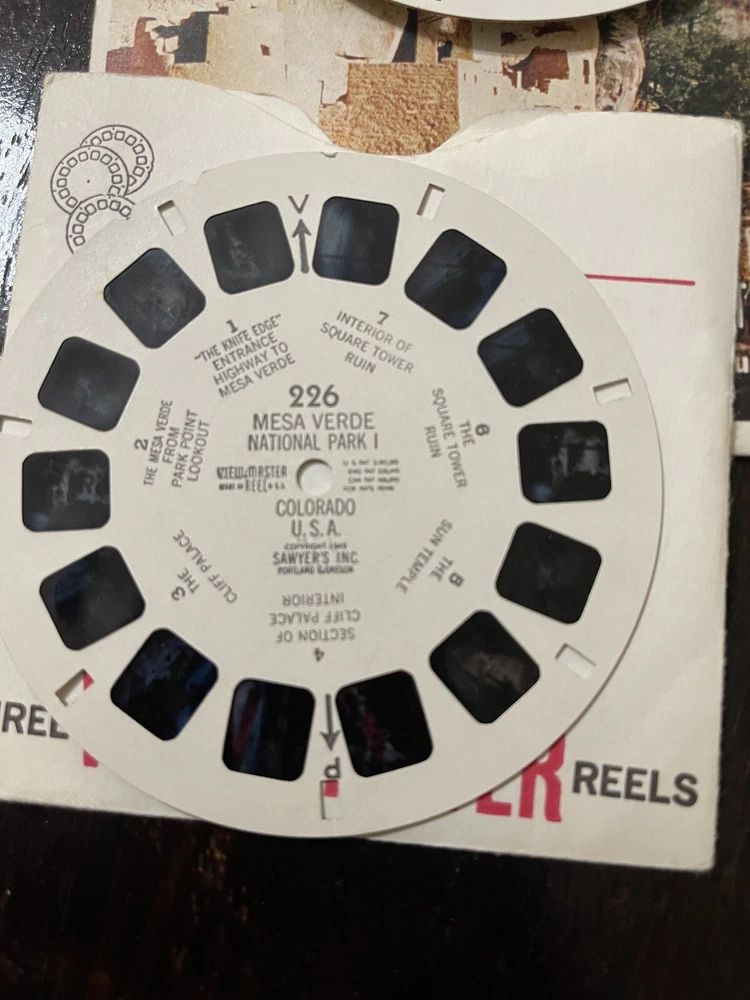 V
1
"THE KNIFE EDGE"
ENTRANCE
HIGHWAY TO
MESA VERDE
7
INTERIOR OF
SQUARE TOWER
RUIN
2
THE MESA VERDE
FROM
PARK POINT
LOOKOUT
226
MESA VERDE
NATIONAL PARK I
VIEW-MASTER
REEL
COLORADO
U.S.A.
SAWYER'S INC.
PORTLAND OREGON
6
THE
SQUARE TOWER
RUIN
3
THE
CLIFF PALACE
THE
SUN TEMPLE
4
SECTION OF
CLIFF PALACE
INTERIOR
REELS